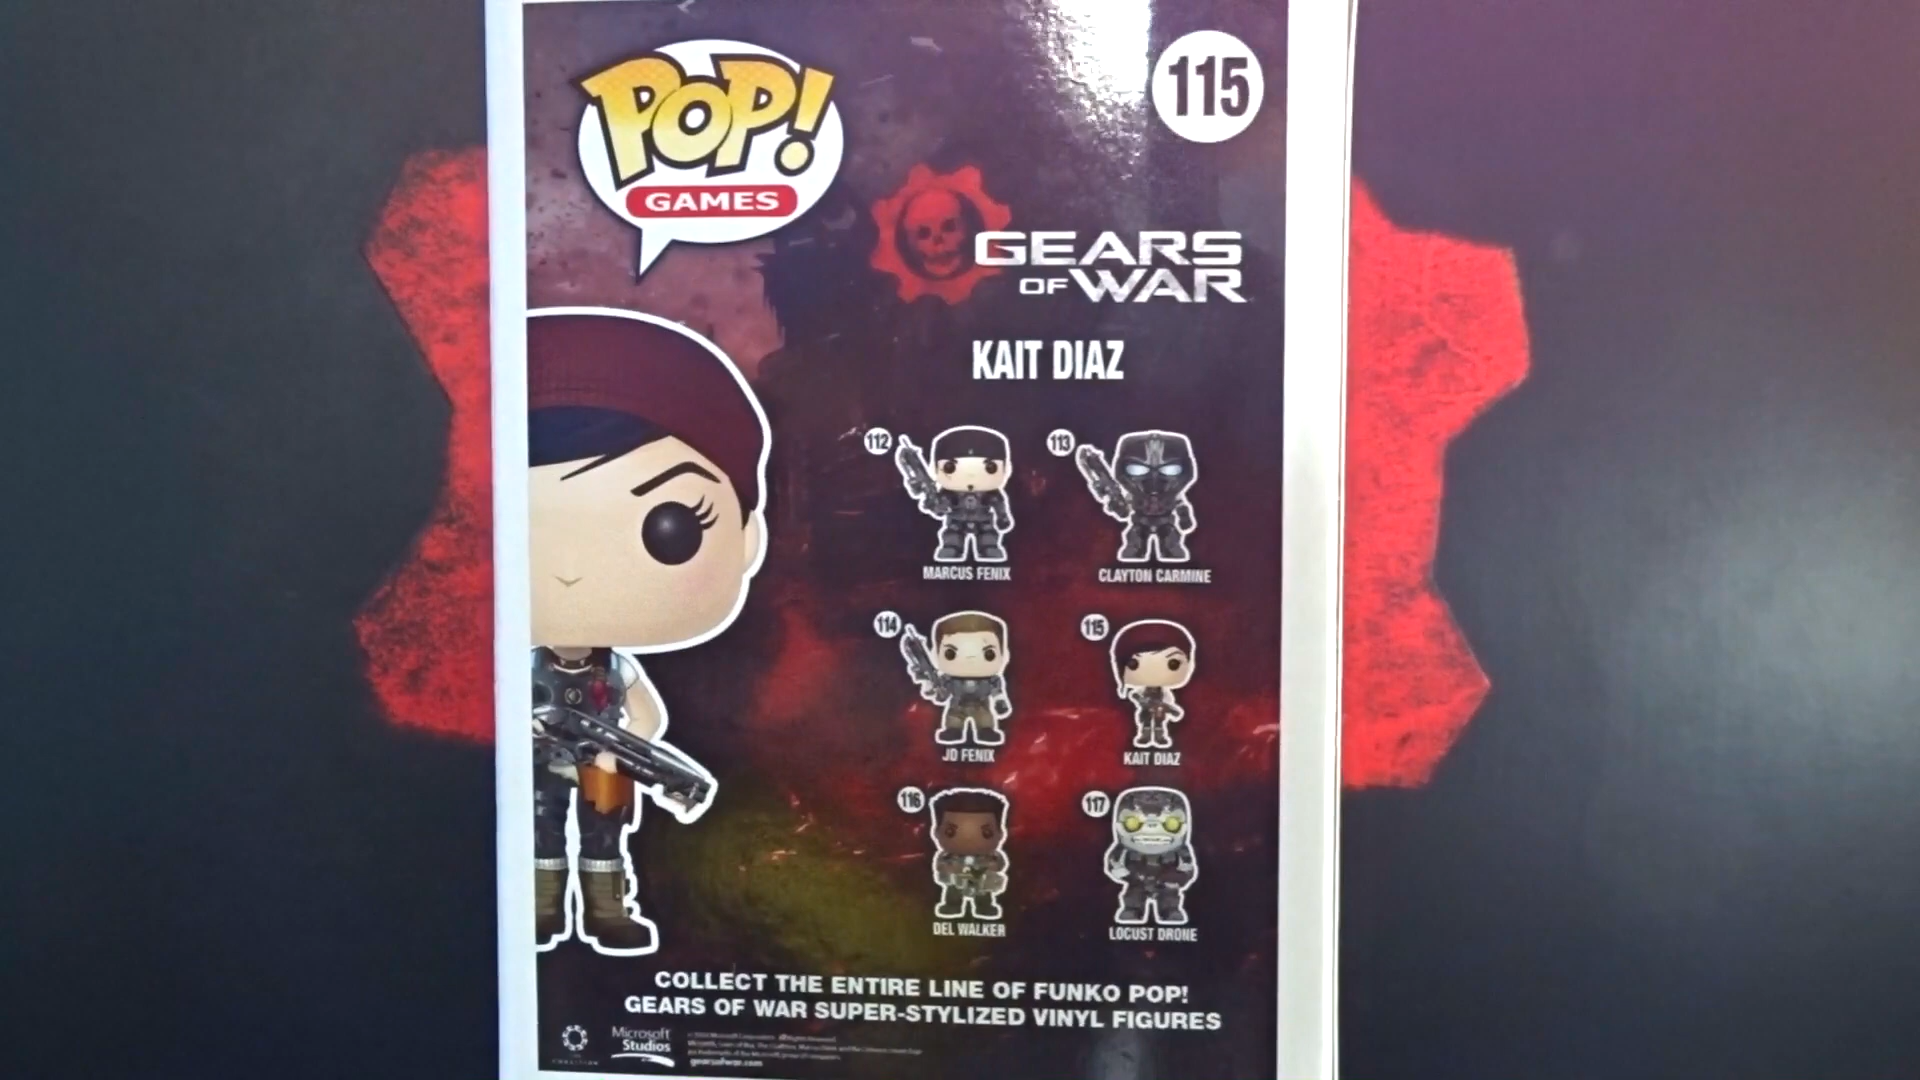 POP!
GAMES
115
GEARS
OF WAR
KAIT DIAZ
112
MARCUS FENIX
113
CLAYTON CARMINE
114
JD FENIX
115
KAIT DIAZ
116
DEL WALKER
117
LOCUST DRONE
COLLECT THE ENTIRE LINE OF FUNKO POP!
GEARS OF WAR SUPER-STYLIZED VINYL FIGURES
Microsoft
Studios
gearsofwar.com